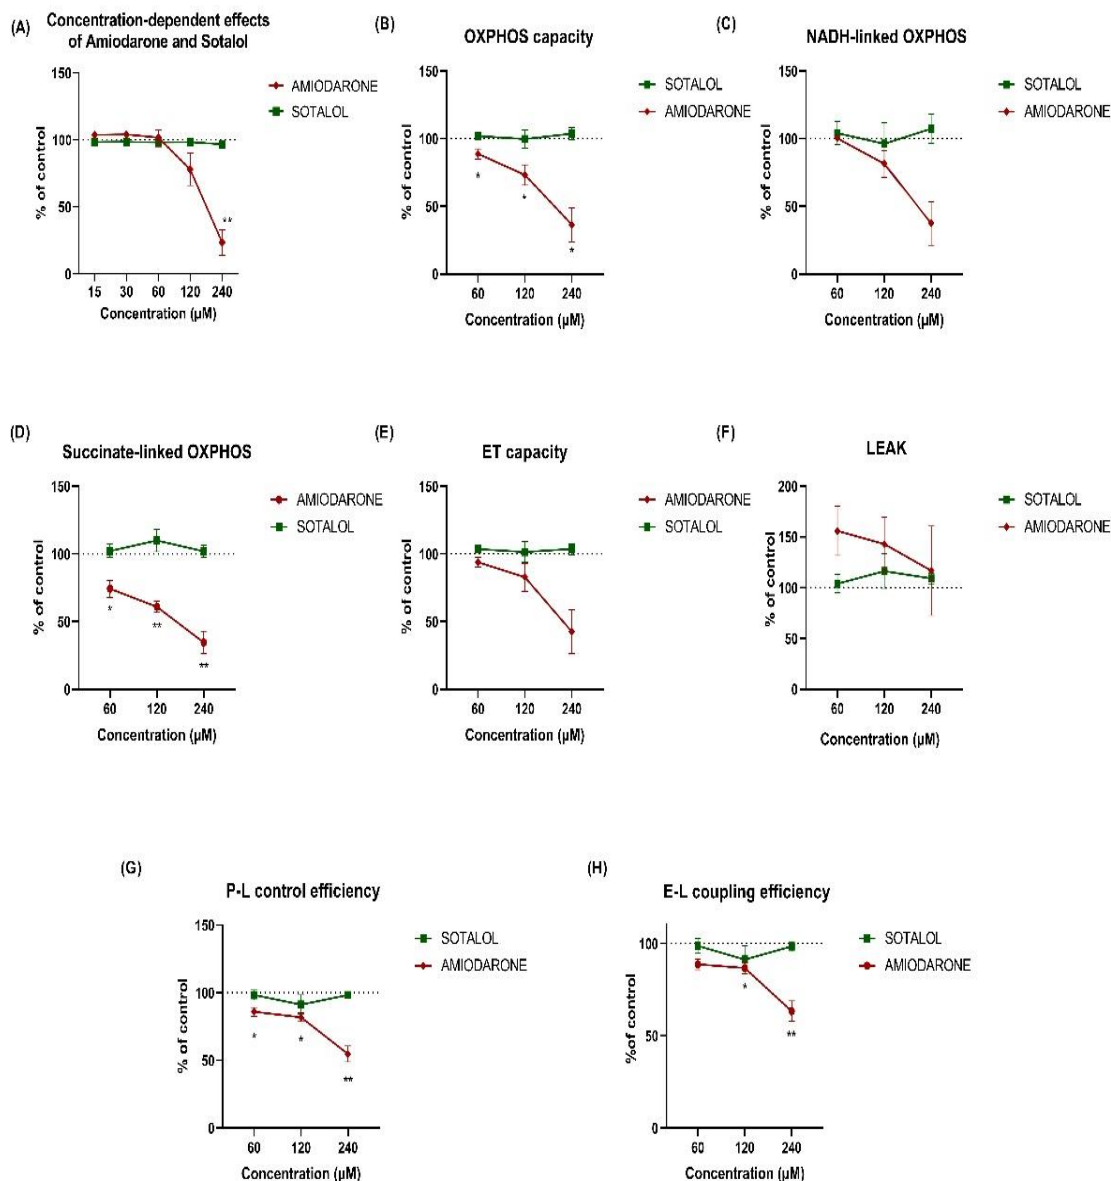 (A) Concentration-dependent effects
of Amiodarone and Sotalol
AMIODARONE
SOTALOL
% of control
150
100
50
0
**
15 30 60 120 240
Concentration (µM)
(B)
OXPHOS capacity
SOTALOL
AMIODARONE
% of control
150
100
50
0
*
*
*
60 120 240
Concentration (µM)
(C)
NADH-linked OXPHOS
SOTALOL
AMIODARONE
% of control
150
100
50
0
60 120 240
Concentration (µM)
(D)
Succinate-linked OXPHOS
AMIODARONE
SOTALOL
% of control
150
100
50
0
*
**
**
60 120 240
Concentration (µM)
(E)
ET capacity
AMIODARONE
SOTALOL
% of control
150
100
50
0
60 120 240
Concentration (µM)
(F)
LEAK
SOTALOL
AMIODARONE
% of control
200
150
100
50
0
60 120 240
Concentration (µM)
(G)
P-L control efficiency
SOTALOL
AMIODARONE
% of control
150
100
50
0
*
*
**
60 120 240
Concentration (µM)
(H)
E-L coupling efficiency
SOTALOL
AMIODARONE
%of control
100
50
0
*
**
60 120 240
Concentration (µM)